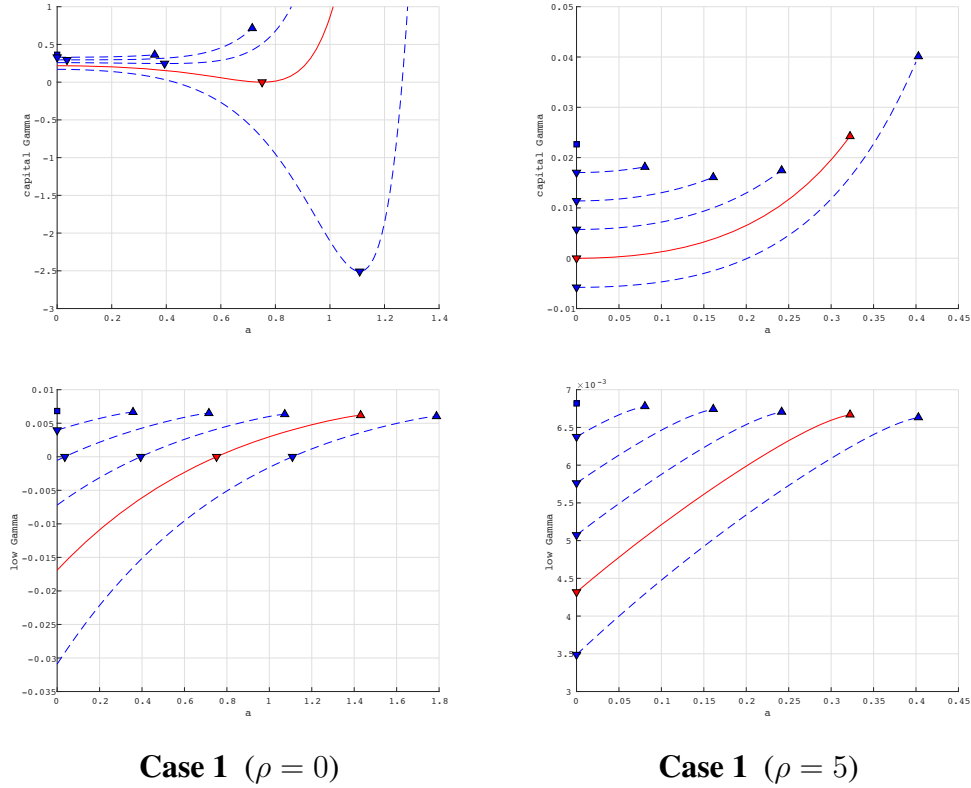 1
0.5
0
-0.5
-1
-1.5
-2
-2.5
-3
capital Gamma
0 0.2 0.4 0.6 0.8 1 1.2 1.4
a
0.05
0.04
0.03
0.02
0.01
0
-0.01
capital Gamma
0 0.05 0.1 0.15 0.2 0.25 0.3 0.35 0.4 0.45
a
0.01
0.005
0
-0.005
-0.01
-0.015
-0.02
-0.025
-0.03
-0.035
low Gamma
0 0.2 0.4 0.6 0.8 1 1.2 1.4 1.6 1.8
a
×10⁻³
7
6.5
6
5.5
5
4.5
4
3.5
3
low Gamma
0 0.05 0.1 0.15 0.2 0.25 0.3 0.35 0.4 0.45
a
Case 1 (ρ = 0)
Case 1 (ρ = 5)